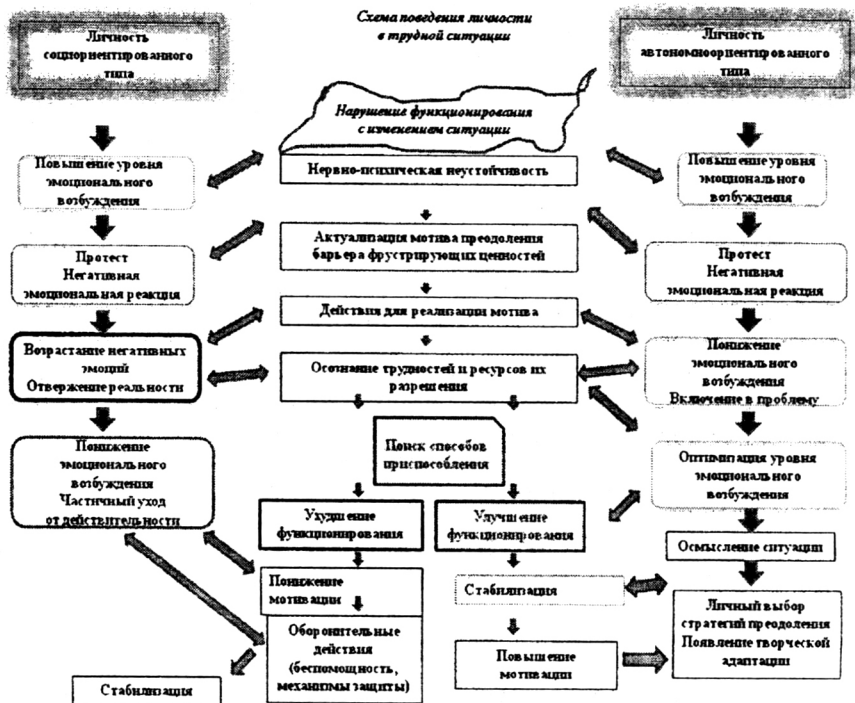 Схема поведения личности
в трудной ситуации
Личность
социориентированного
типа
Личность
автономноориентированного
типа
Нарушение функционирования
с изменением ситуации
Нервно-психическая неустойчивость
Повышение уровня
эмоционального
возбуждения
Повышение уровня
эмоционального
возбуждения
Актуализация мотива преодоления
барьера фрустрирующих ценностей
Протест
Негативная
эмоциональная реакция
Протест
Негативная
эмоциональная реакция
Действия для реализации мотива
Возрастание негативных
эмоций
Отвержение реальности
Осознание трудностей и ресурсов их
разрешения
Понижение
эмоционального
возбуждения
Включение в проблему
Поиск способов
приспособления
Понижение
эмоционального
возбуждения
Частичный уход
от действительности
Оптимизация уровня
эмоционального
возбуждения
Ухудшение
функционирования
Улучшение
функционирования
Осмысление ситуации
Понижение
мотивации
Стабилизация
Личный выбор
стратегий преодоления
Появление творческой
адаптации
Оборонительные
действия
(беспомощность,
механизмы защиты)
Повышение
мотивации
Стабилизация